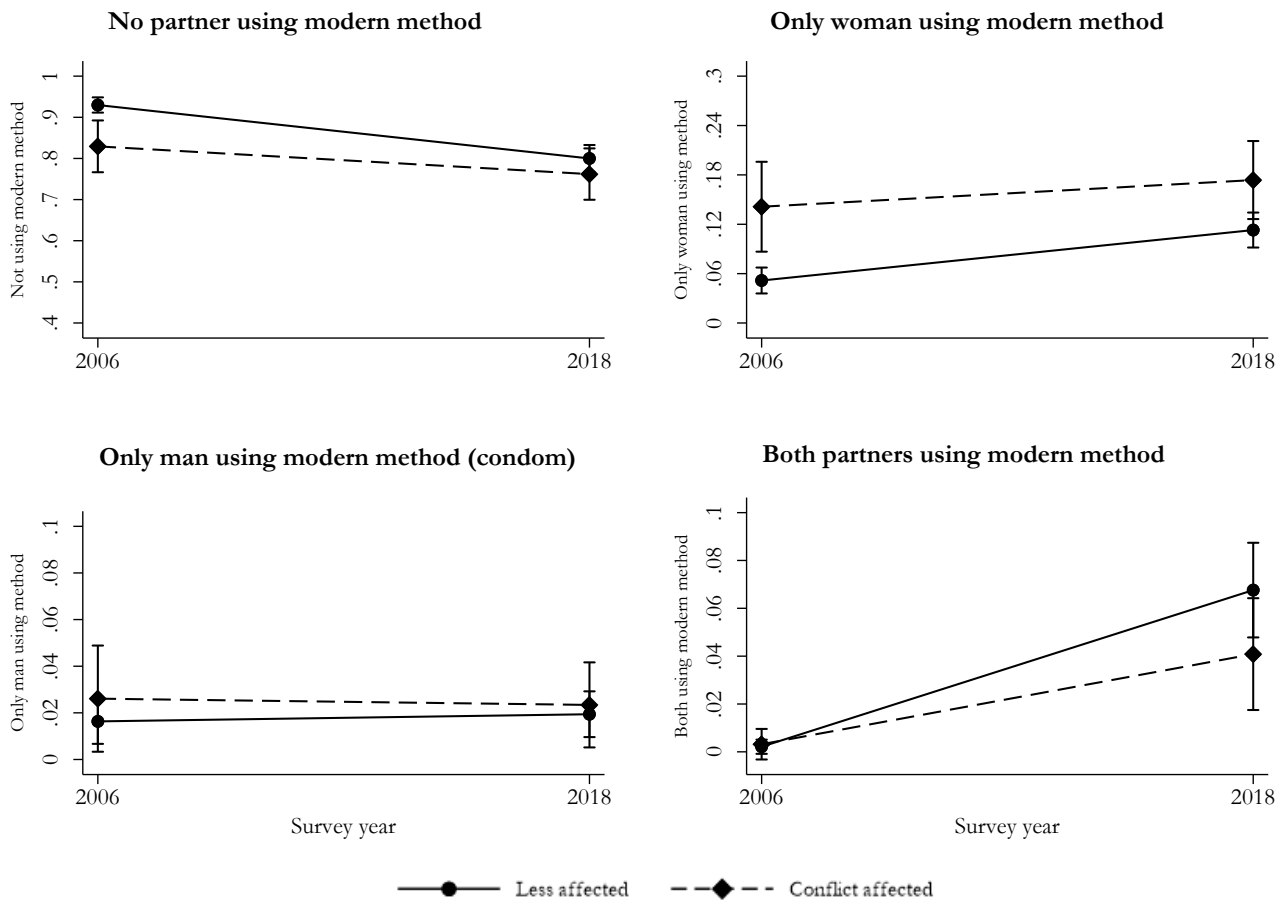 No partner using modern method
Not using modern method
1
.9
.8
.7
.6
.5
.4
2006
2018
Only woman using modern method
Only woman using method
.3
.24
.18
.12
.06
0
2006
2018
Only man using modern method (condom)
Only man using method
.1
.08
.06
.04
.02
0
2006
2018
Survey year
Both partners using modern method
Both using modern method
.1
.08
.06
.04
.02
0
2006
2018
Survey year
Less affected
Conflict affected